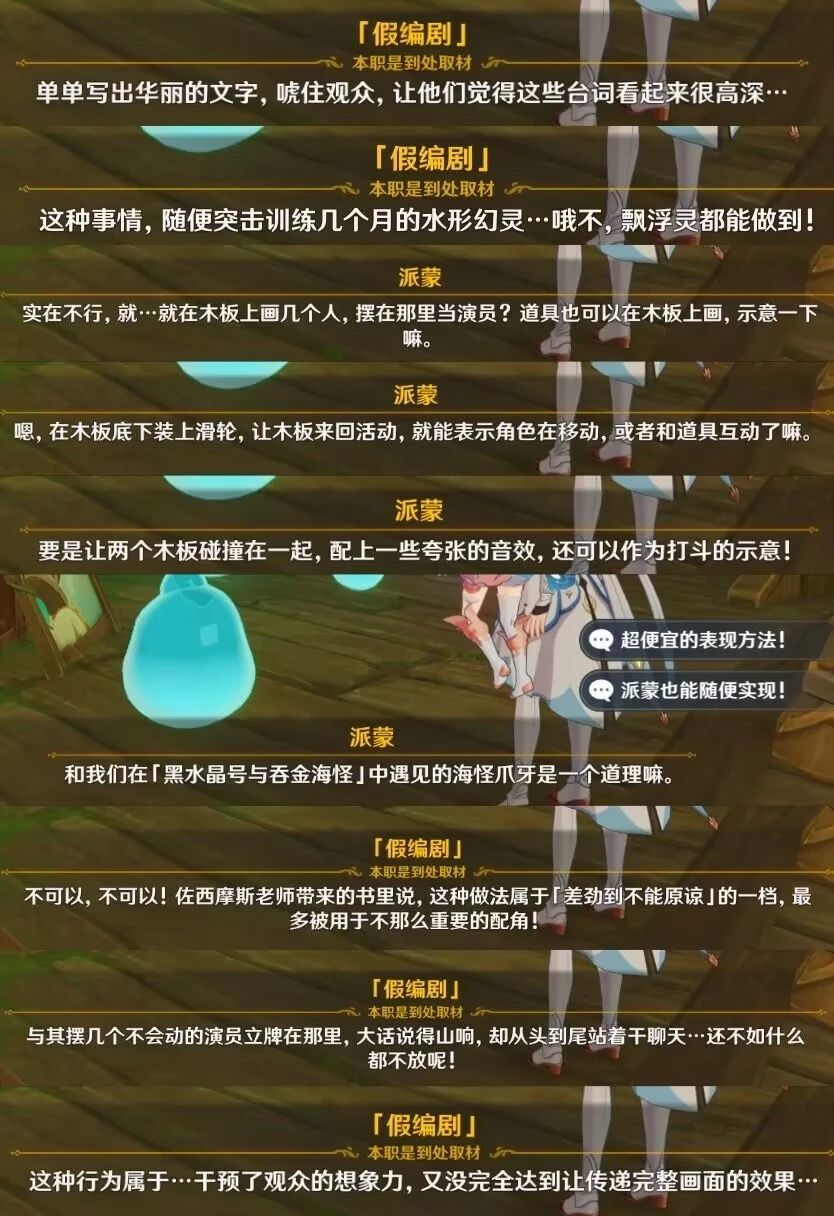 「假编剧」
本职是到处取材
单单写出华丽的文字，唬住观众，让他们觉得这些台词看起来很高深…
「假编剧」
本职是到处取材
这种事情，随便突击训练几个月的水形幻灵…哦不，飘浮灵都能做到！
派蒙
实在不行，就…就在木板上画几个人，摆在那里当演员？道具也可以在木板上画，示意一下
嘛。
派蒙
嗯，在木板底下装上滑轮，让木板来回活动，就能表示角色在移动，或者和道具互动了嘛。
派蒙
要是让两个木板碰撞在一起，配上一些夸张的音效，还可以作为打斗的示意！
超便宜的表现方法！
派蒙也能随便实现！
派蒙
和我们在「黑水晶号与吞金海怪」中遇见的海怪爪牙是一个道理嘛。
「假编剧」
本职是到处取材
不可以，不可以！佐西摩斯老师带来的书里说，这种做法属于「差劲到不能原谅」的一档，最
多被用于不那么重要的配角！
「假编剧」
本职是到处取材
与其摆几个不会动的演员立牌在那里，大话说得山响，却从头到尾站着干聊天…还不如什么
都不放呢！
「假编剧」
本职是到处取材
这种行为属于…干预了观众的想象力，又没完全达到让传递完整画面的效果…